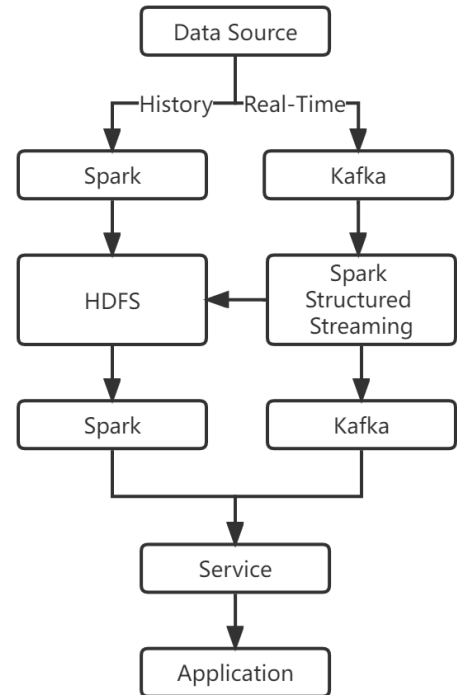 Data Source
History
Real-Time
Spark
Kafka
HDFS
Spark
Structured
Streaming
Spark
Kafka
Service
Application